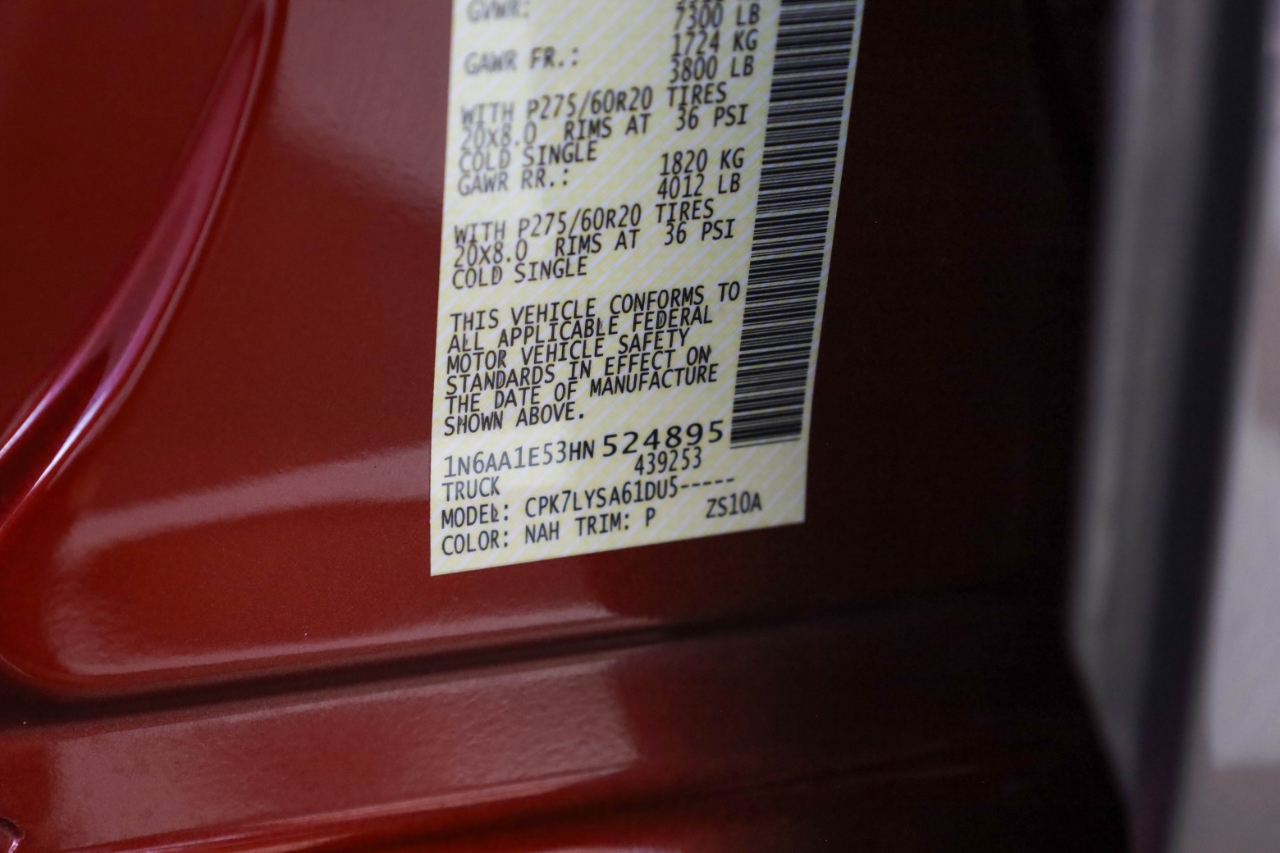 GVWR:
7300 LB
1724 KG
GAWR FR.:
3800 LB
WITH P275/60R20 TIRES
20X8.0 RIMS AT 36 PSI
COLD SINGLE
1820 KG
GAWR RR.:
4012 LB
WITH P275/60R20 TIRES
20X8.0 RIMS AT 36 PSI
COLD SINGLE
THIS VEHICLE CONFORMS TO
ALL APPLICABLE FEDERAL
MOTOR VEHICLE SAFETY
STANDARDS IN EFFECT ON
THE DATE OF MANUFACTURE
SHOWN ABOVE.
1N6AA1E53HN 524895
439253
TRUCK
MODEL: CPK7LYSA61DU5-----
COLOR: NAH TRIM: P ZS10A